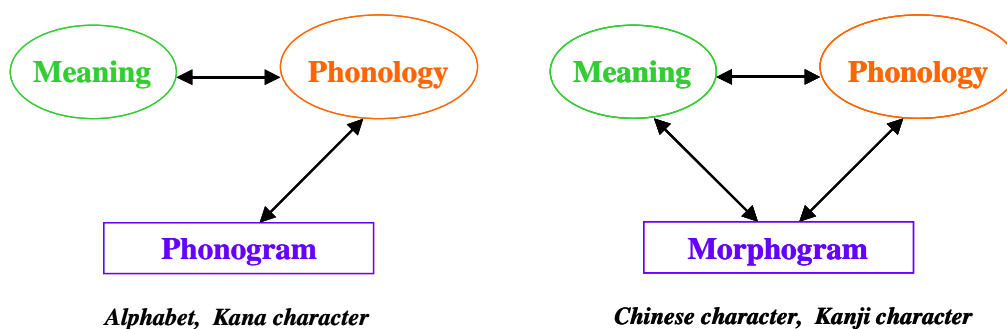 Meaning
Phonology
Phonogram
Alphabet, Kana character
Meaning
Phonology
Morphogram
Chinese character, Kanji character